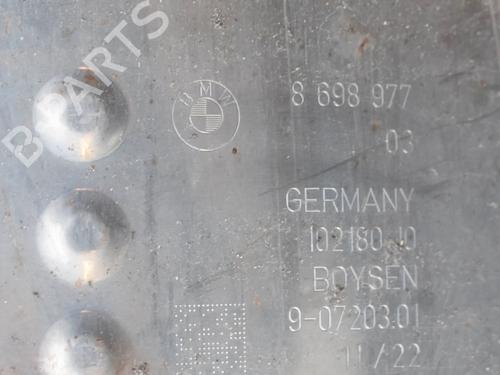 B-PARTS
BMW
8 698 977
03
GERMANY
102180.10
BOYSEN
9-07203.01
11/22